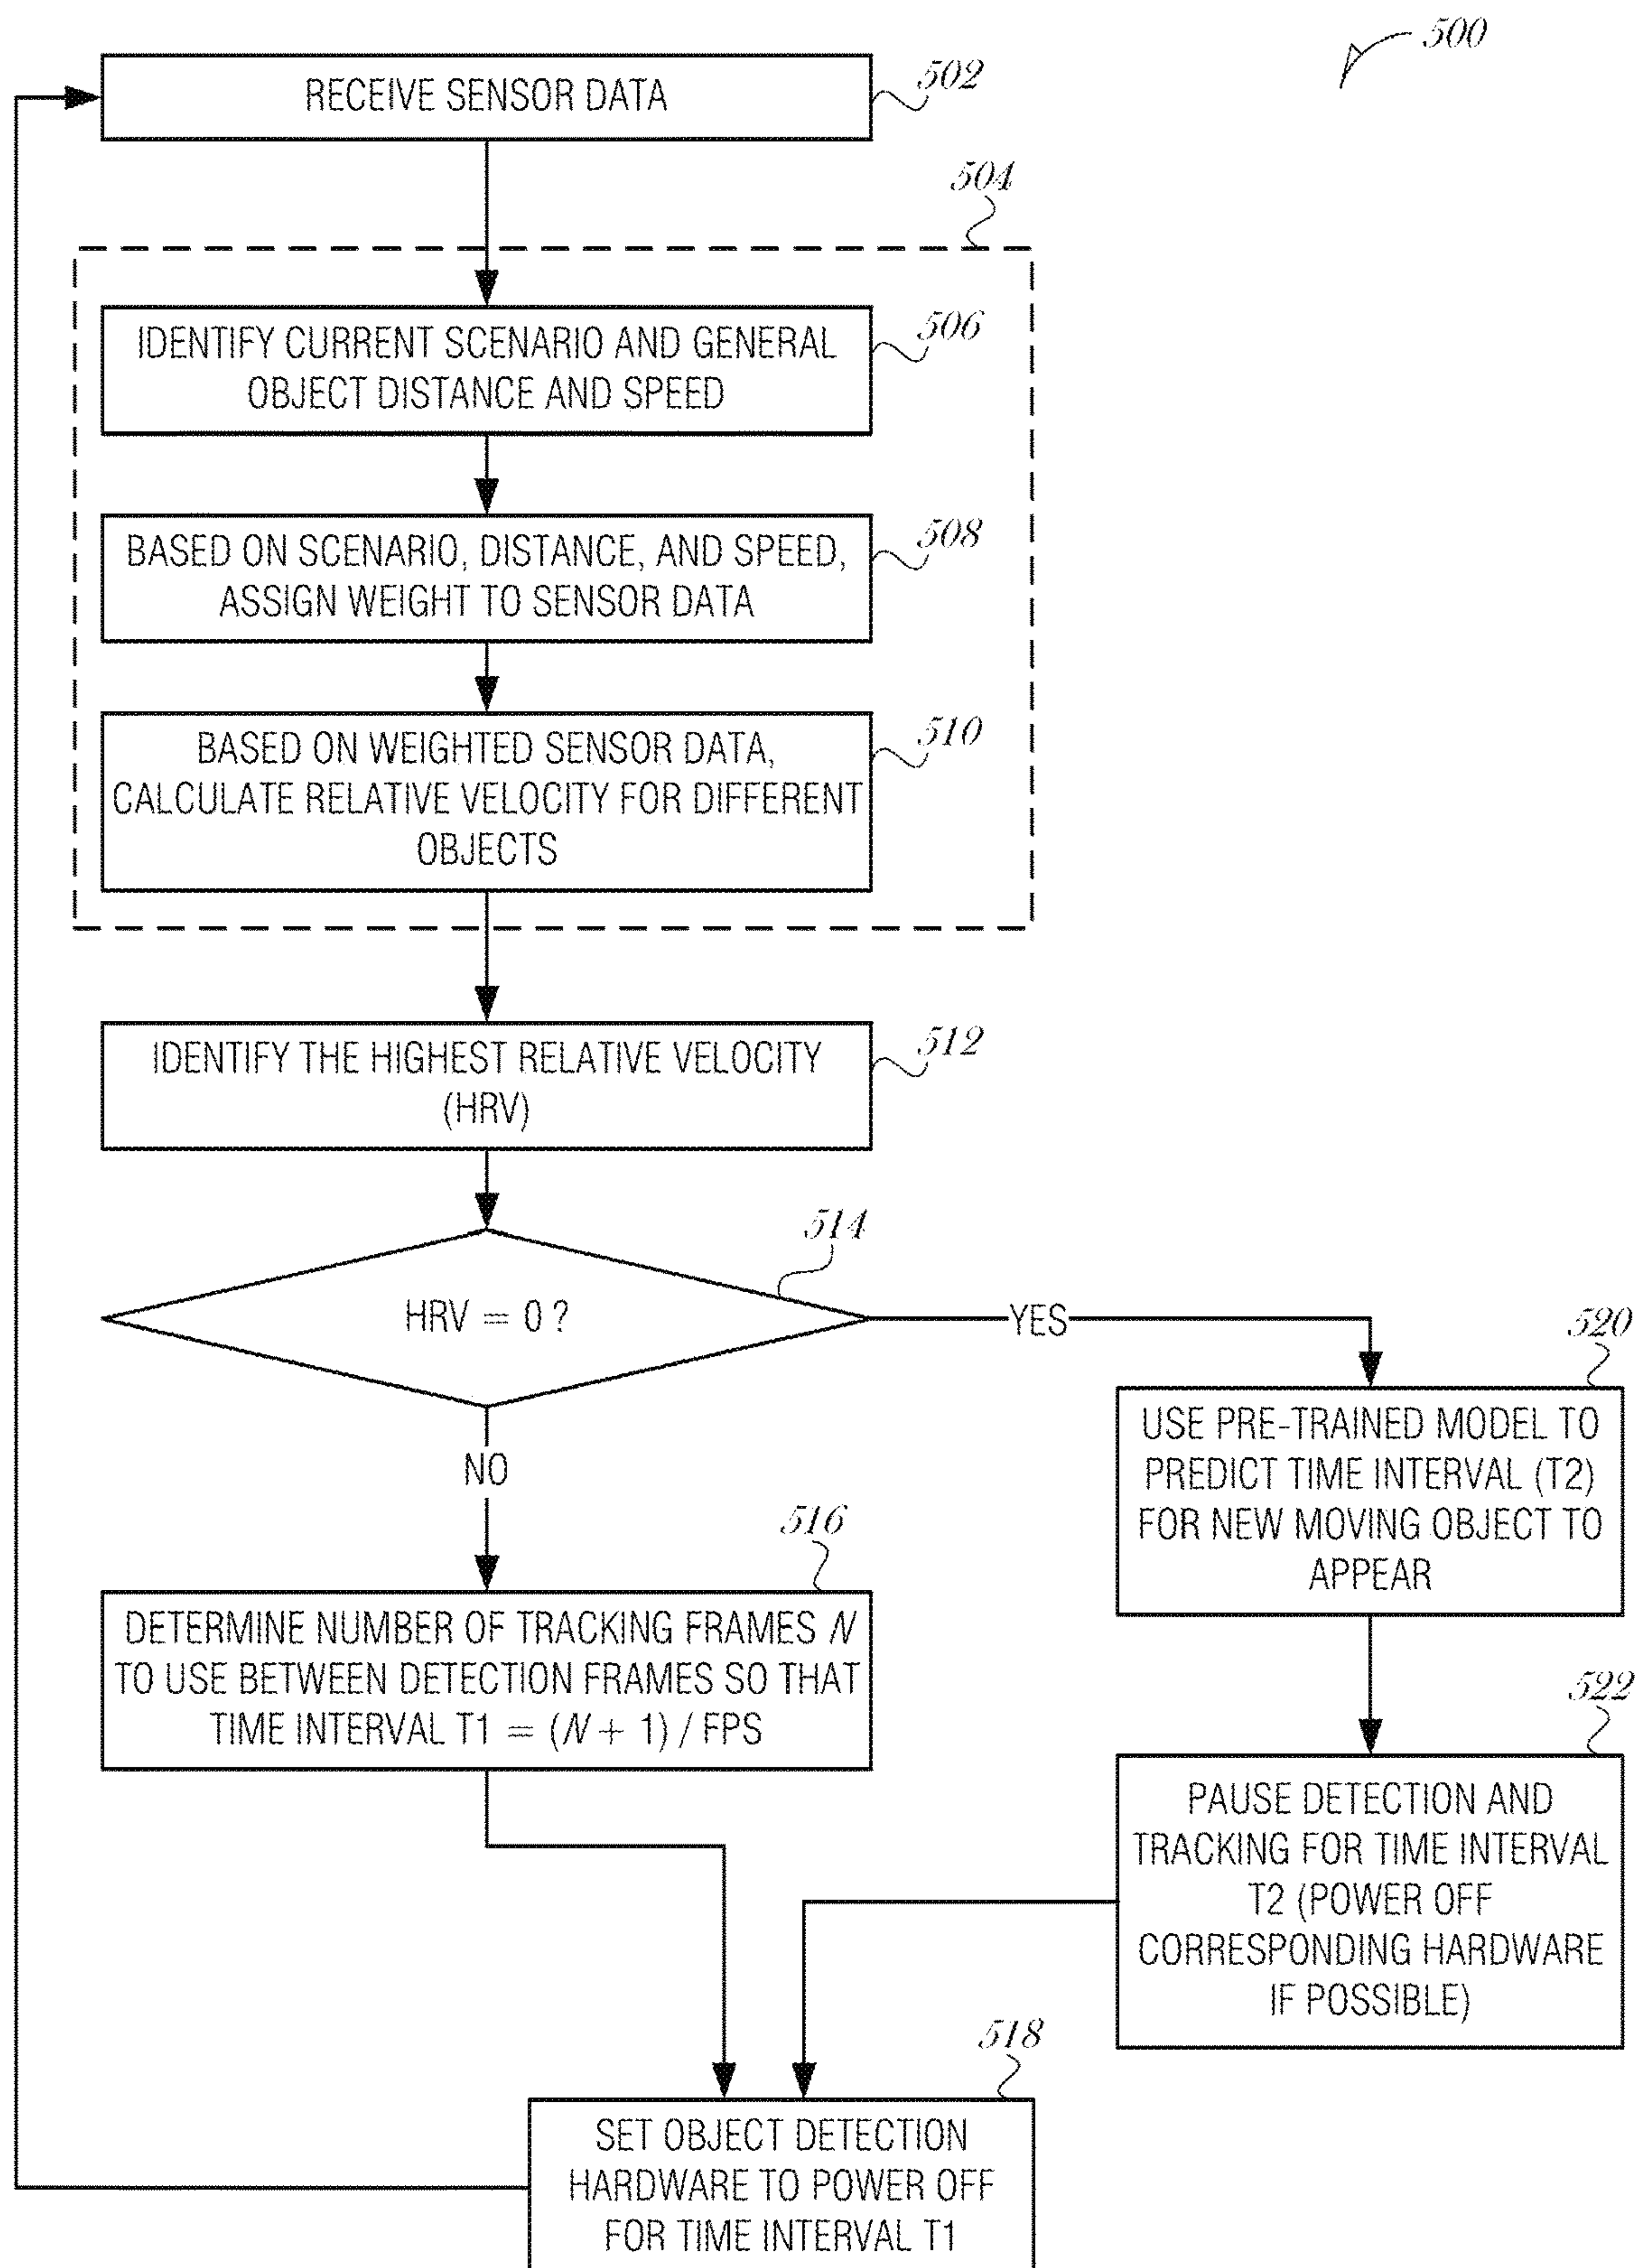 500
RECEIVE SENSOR DATA
502
504
IDENTIFY CURRENT SCENARIO AND GENERAL
OBJECT DISTANCE AND SPEED
506
BASED ON SCENARIO, DISTANCE, AND SPEED,
ASSIGN WEIGHT TO SENSOR DATA
508
BASED ON WEIGHTED SENSOR DATA,
CALCULATE RELATIVE VELOCITY FOR DIFFERENT
OBJECTS
510
IDENTIFY THE HIGHEST RELATIVE VELOCITY
(HRV)
512
514
HRV = 0 ?
YES
NO
516
DETERMINE NUMBER OF TRACKING FRAMES N
TO USE BETWEEN DETECTION FRAMES SO THAT
TIME INTERVAL T1 = (N + 1) / FPS
520
USE PRE-TRAINED MODEL TO
PREDICT TIME INTERVAL (T2)
FOR NEW MOVING OBJECT TO
APPEAR
522
PAUSE DETECTION AND
TRACKING FOR TIME INTERVAL
T2 (POWER OFF
CORRESPONDING HARDWARE
IF POSSIBLE)
518
SET OBJECT DETECTION
HARDWARE TO POWER OFF
FOR TIME INTERVAL T1